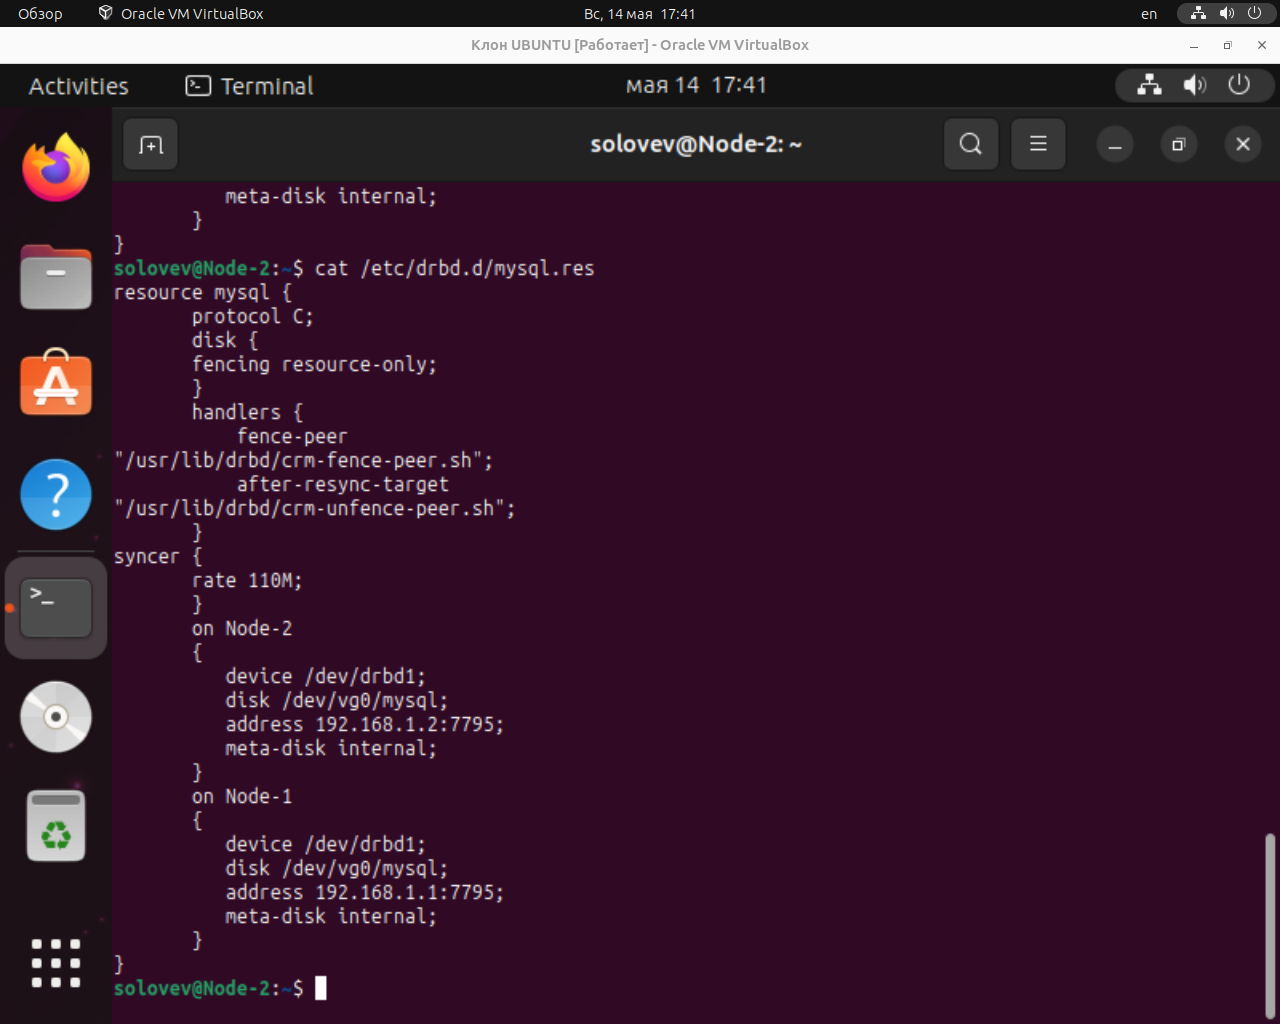 Обзор
Oracle VM VirtualBox
Вс, 14 мая 17:41
en
Клон UBUNTU [Работает] - Oracle VM VirtualBox
Activities
Terminal
мая 14 17:41
solovev@Node-2: ~
meta-disk internal;
}
}
solovev@Node-2:~$ cat /etc/drbd.d/mysql.res
resource mysql {
protocol C;
disk {
fencing resource-only;
}
handlers {
fence-peer
"/usr/lib/drbd/crm-fence-peer.sh";
after-resync-target
"/usr/lib/drbd/crm-unfence-peer.sh";
}
syncer {
rate 110M;
}
on Node-2
{
device /dev/drbd1;
disk /dev/vg0/mysql;
address 192.168.1.2:7795;
meta-disk internal;
}
on Node-1
{
device /dev/drbd1;
disk /dev/vg0/mysql;
address 192.168.1.1:7795;
meta-disk internal;
}
}
solovev@Node-2:~$